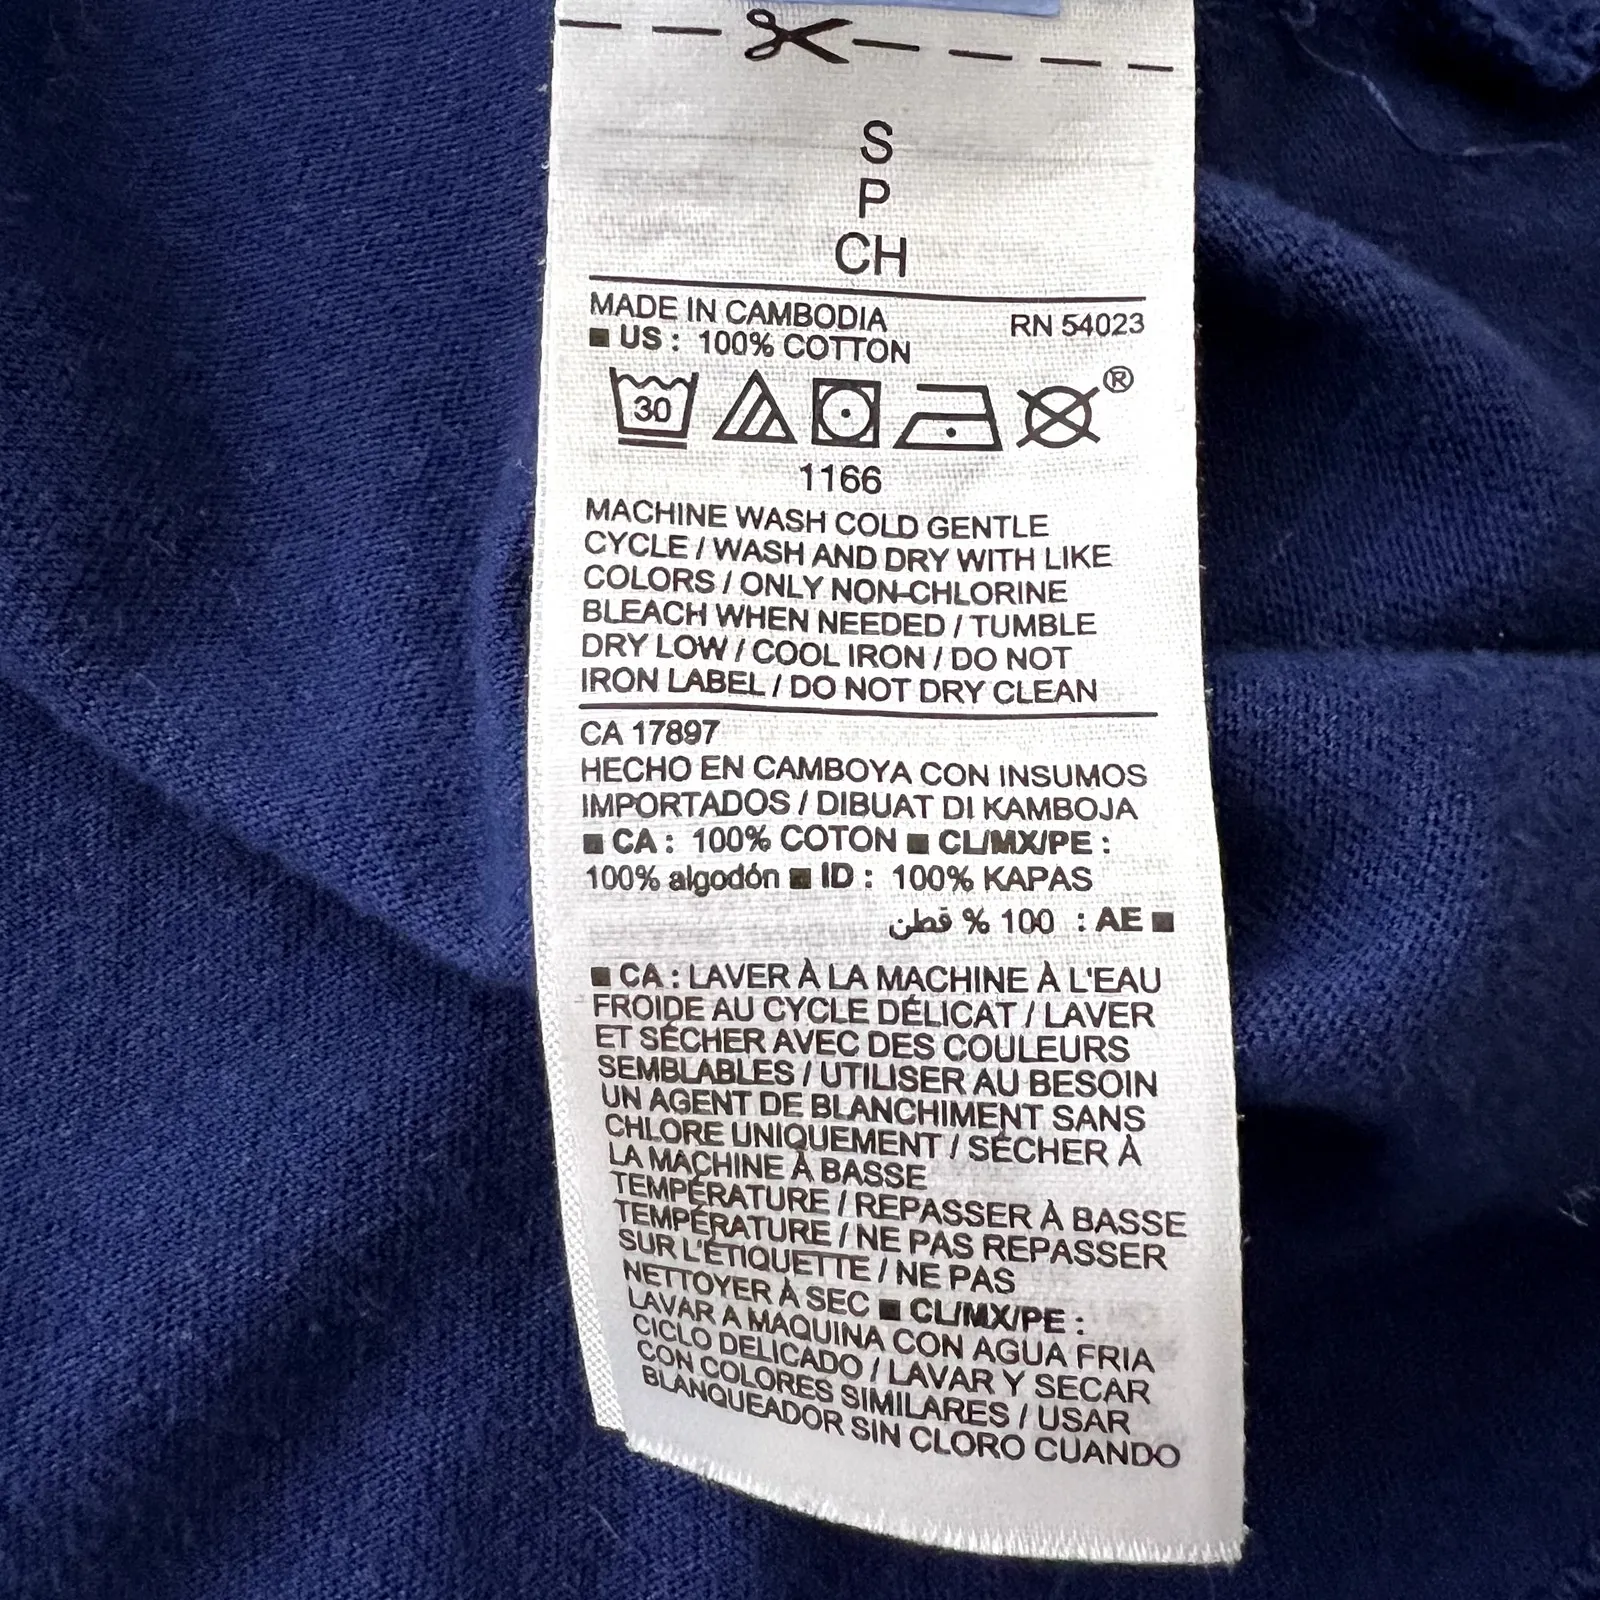 S
P
CH
MADE IN CAMBODIA RN 54023
■ US : 100% COTTON
30 ®
1166
MACHINE WASH COLD GENTLE
CYCLE / WASH AND DRY WITH LIKE
COLORS / ONLY NON-CHLORINE
BLEACH WHEN NEEDED / TUMBLE
DRY LOW / COOL IRON / DO NOT
IRON LABEL / DO NOT DRY CLEAN
CA 17897
HECHO EN CAMBOYA CON INSUMOS
IMPORTADOS / DIBUAT DI KAMBOJA
■ CA : 100% COTON ■ CL/MX/PE :
100% algodón ■ ID : 100% KAPAS
■ AE : 100 % قطن
■ CA : LAVER À LA MACHINE À L'EAU
FROIDE AU CYCLE DÉLICAT / LAVER
ET SÉCHER AVEC DES COULEURS
SEMBLABLES / UTILISER AU BESOIN
UN AGENT DE BLANCHIMENT SANS
CHLORE UNIQUEMENT / SÉCHER À
LA MACHINE À BASSE
TEMPÉRATURE / REPASSER À BASSE
TEMPÉRATURE / NE PAS REPASSER
SUR L'ÉTIQUETTE / NE PAS
NETTOYER À SEC ■ CL/MX/PE :
LAVAR A MAQUINA CON AGUA FRIA
CICLO DELICADO / LAVAR Y SECAR
CON COLORES SIMILARES / USAR
BLANQUEADOR SIN CLORO CUANDO